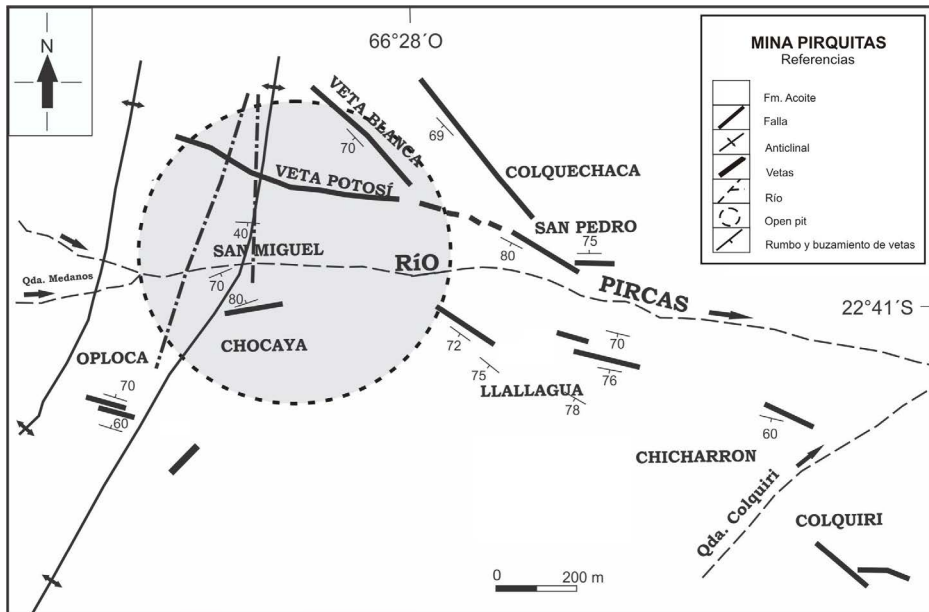 N
66°28´O
MINA PIRQUITAS
Referencias
Fm. Acoite
Falla
Anticlinal
Vetas
Río
Open pit
Rumbo y buzamiento de vetas
VETA BLANCA
70
69
COLQUECHACA
VETA POTOSÍ
SAN PEDRO
40
SAN MIGUEL
80
75
Qda. Medanos
70
RíO
PIRCAS
22°41´S
80
CHOCAYA
OPLOCA
72
70
75
76
LLALLAGUA
78
70
60
60
CHICHARRON
Qda. Colquiri
COLQUIRI
0 200 m